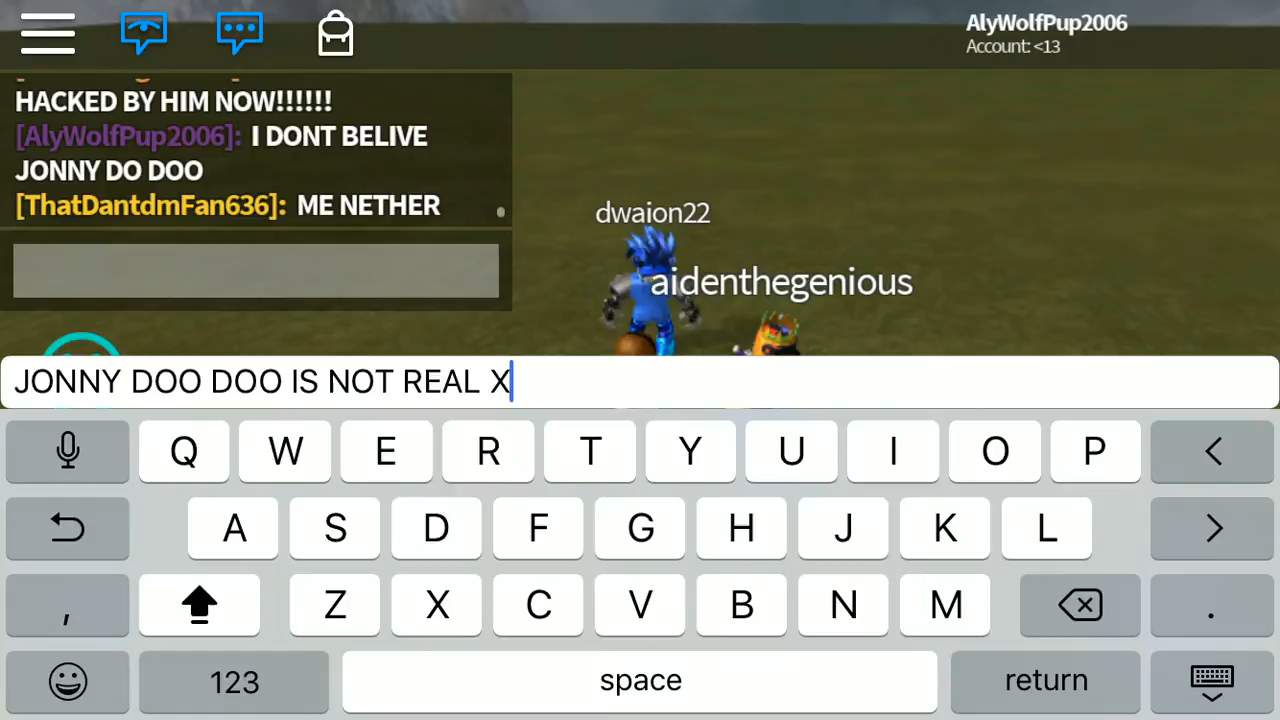 AlyWolfPup2006
Account: <13
HACKED BY HIM NOW!!!!!!
[AlyWolfPup2006]: I DONT BELIVE
JONNY DO DOO
[ThatDantdmFan636]: ME NETHER
dwaion22
aidenthegenious
JONNY DOO DOO IS NOT REAL X
Q W E R T Y U I O P
A S D F G H J K L
, Z X C V B N M .
123 space return